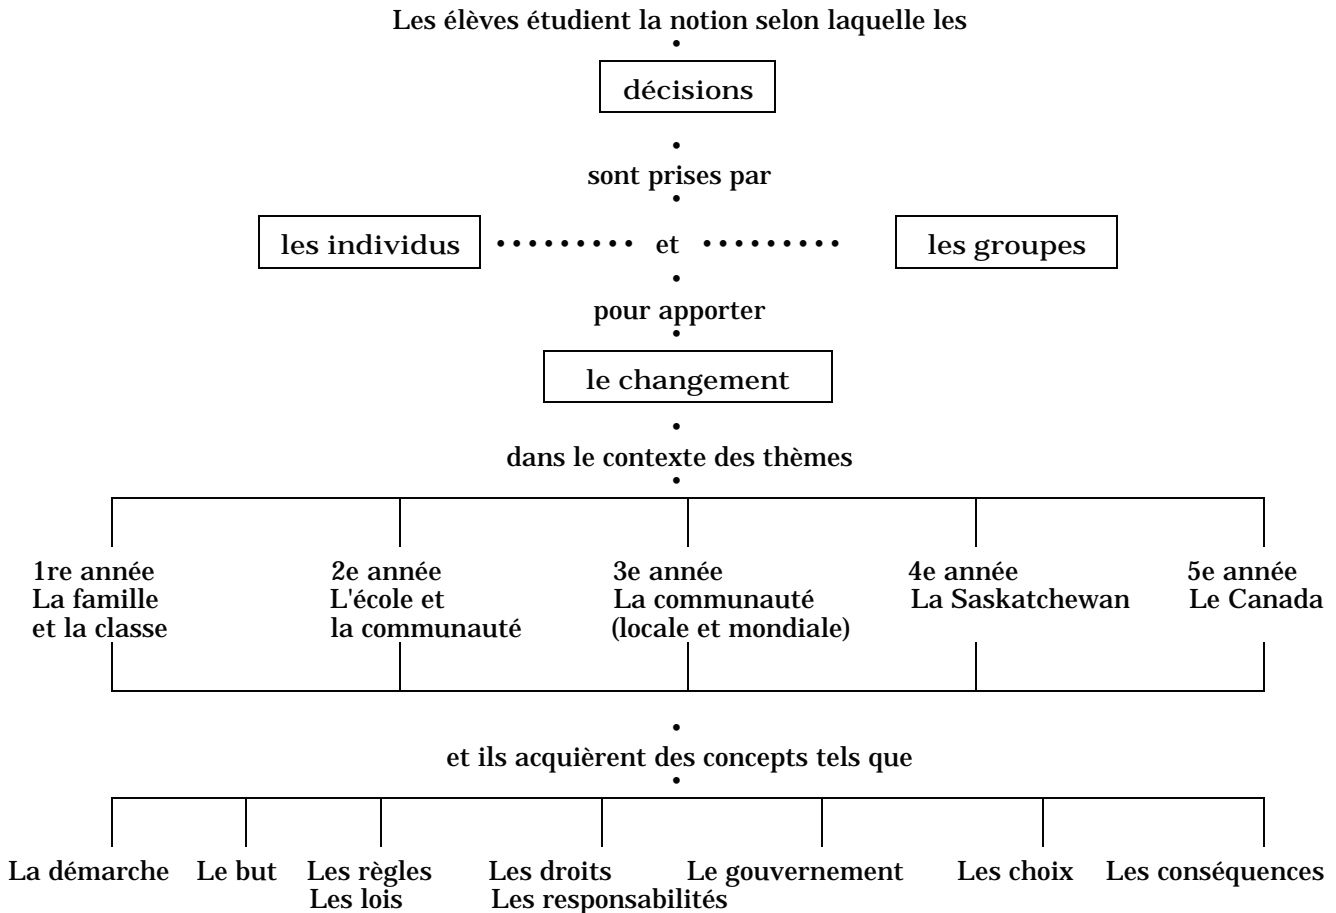 Les élèves étudient la notion selon laquelle les
décisions
sont prises par
les individus · · · · · · · · · et · · · · · · · · · les groupes
pour apporter
le changement
dans le contexte des thèmes
1re année
La famille
et la classe
2e année
L'école et
la communauté
3e année
La communauté
(locale et mondiale)
4e année
La Saskatchewan
5e année
Le Canada
et ils acquièrent des concepts tels que
La démarche
Le but
Les règles
Les lois
Les droits
Les responsabilités
Le gouvernement
Les choix
Les conséquences